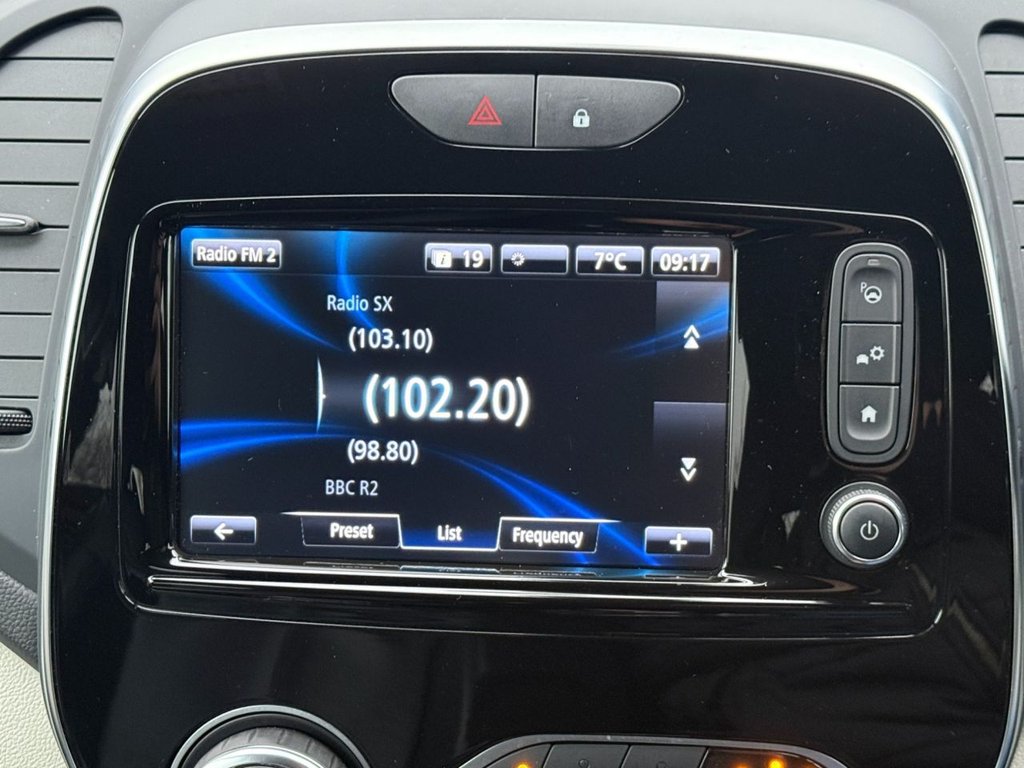 Radio FM 2 i 19 7°C 09:17
Radio SX
(103.10)
(102.20)
(98.80)
BBC R2
Preset List Frequency +
P